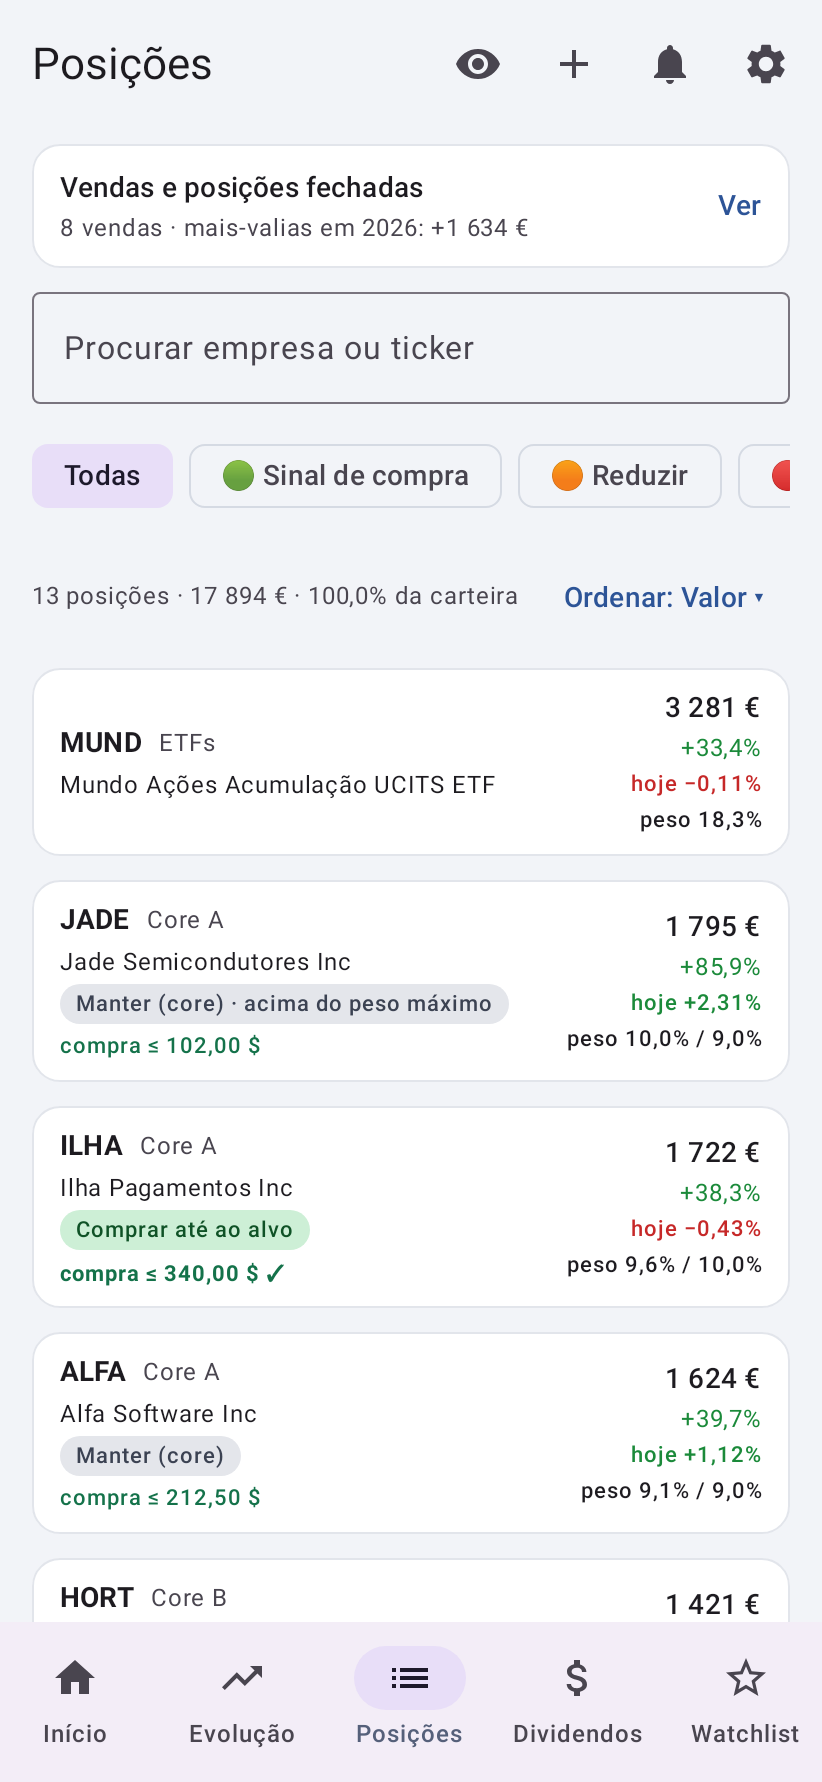 Posições
Vendas e posições fechadas
8 vendas · mais-valias em 2026: +1 634 €
Ver
Procurar empresa ou ticker
Todas
Sinal de compra
Reduzir
13 posições · 17 894 € · 100,0% da carteira
Ordenar: Valor ▾
MUND ETFs
Mundo Ações Acumulação UCITS ETF
3 281 €
+33,4%
hoje −0,11%
peso 18,3%
JADE Core A
Jade Semicondutores Inc
Manter (core) · acima do peso máximo
compra ≤ 102,00 $
1 795 €
+85,9%
hoje +2,31%
peso 10,0% / 9,0%
ILHA Core A
Ilha Pagamentos Inc
Comprar até ao alvo
compra ≤ 340,00 $ ✓
1 722 €
+38,3%
hoje −0,43%
peso 9,6% / 10,0%
ALFA Core A
Alfa Software Inc
Manter (core)
compra ≤ 212,50 $
1 624 €
+39,7%
hoje +1,12%
peso 9,1% / 9,0%
HORT Core B
1 421 €
Início
Evolução
Posições
Dividendos
Watchlist